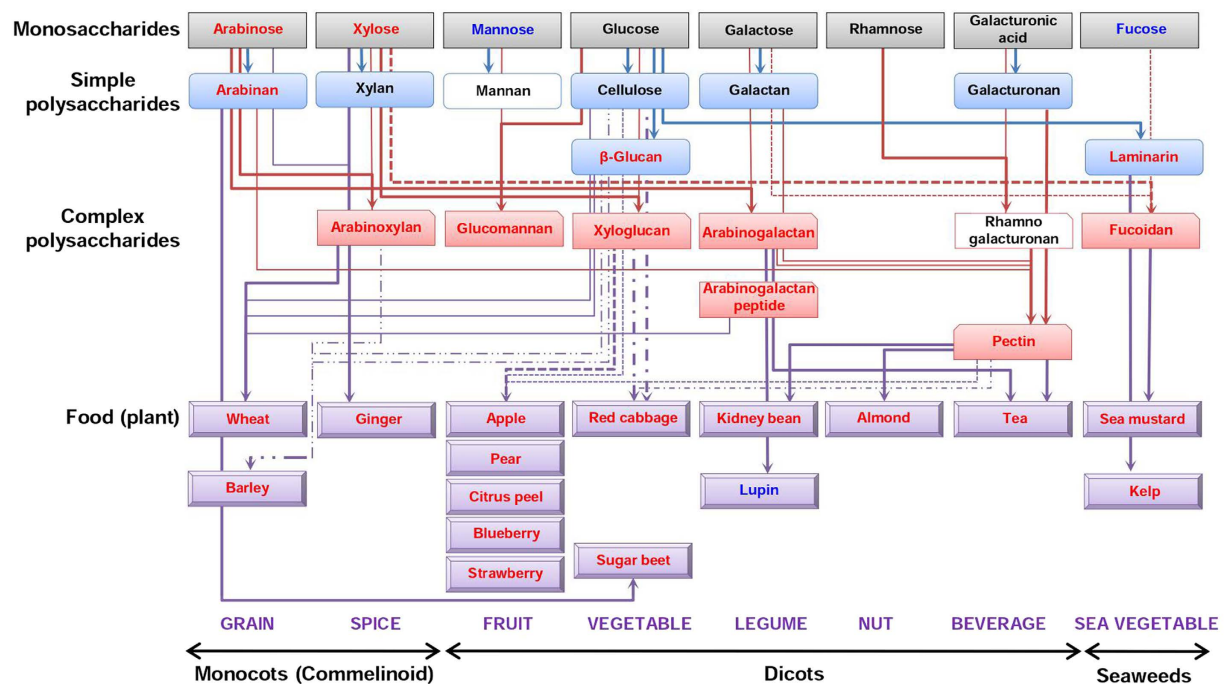 Monosaccharides
Arabinose
Xylose
Mannose
Glucose
Galactose
Rhamnose
Galacturonic
acid
Fucose
Simple
polysaccharides
Arabinan
Xylan
Mannan
Cellulose
Galactan
Galacturonan
β-Glucan
Laminarin
Complex
polysaccharides
Arabinoxylan
Glucomannan
Xyloglucan
Arabinogalactan
Rhamno
galacturonan
Fucoidan
Arabinogalactan
peptide
Pectin
Food (plant)
Wheat
Ginger
Apple
Red cabbage
Kidney bean
Almond
Tea
Sea mustard
Pear
Barley
Citrus peel
Lupin
Kelp
Blueberry
Strawberry
Sugar beet
GRAIN
SPICE
FRUIT
VEGETABLE
LEGUME
NUT
BEVERAGE
SEA VEGETABLE
Monocots (Commelinoid)
Dicots
Seaweeds